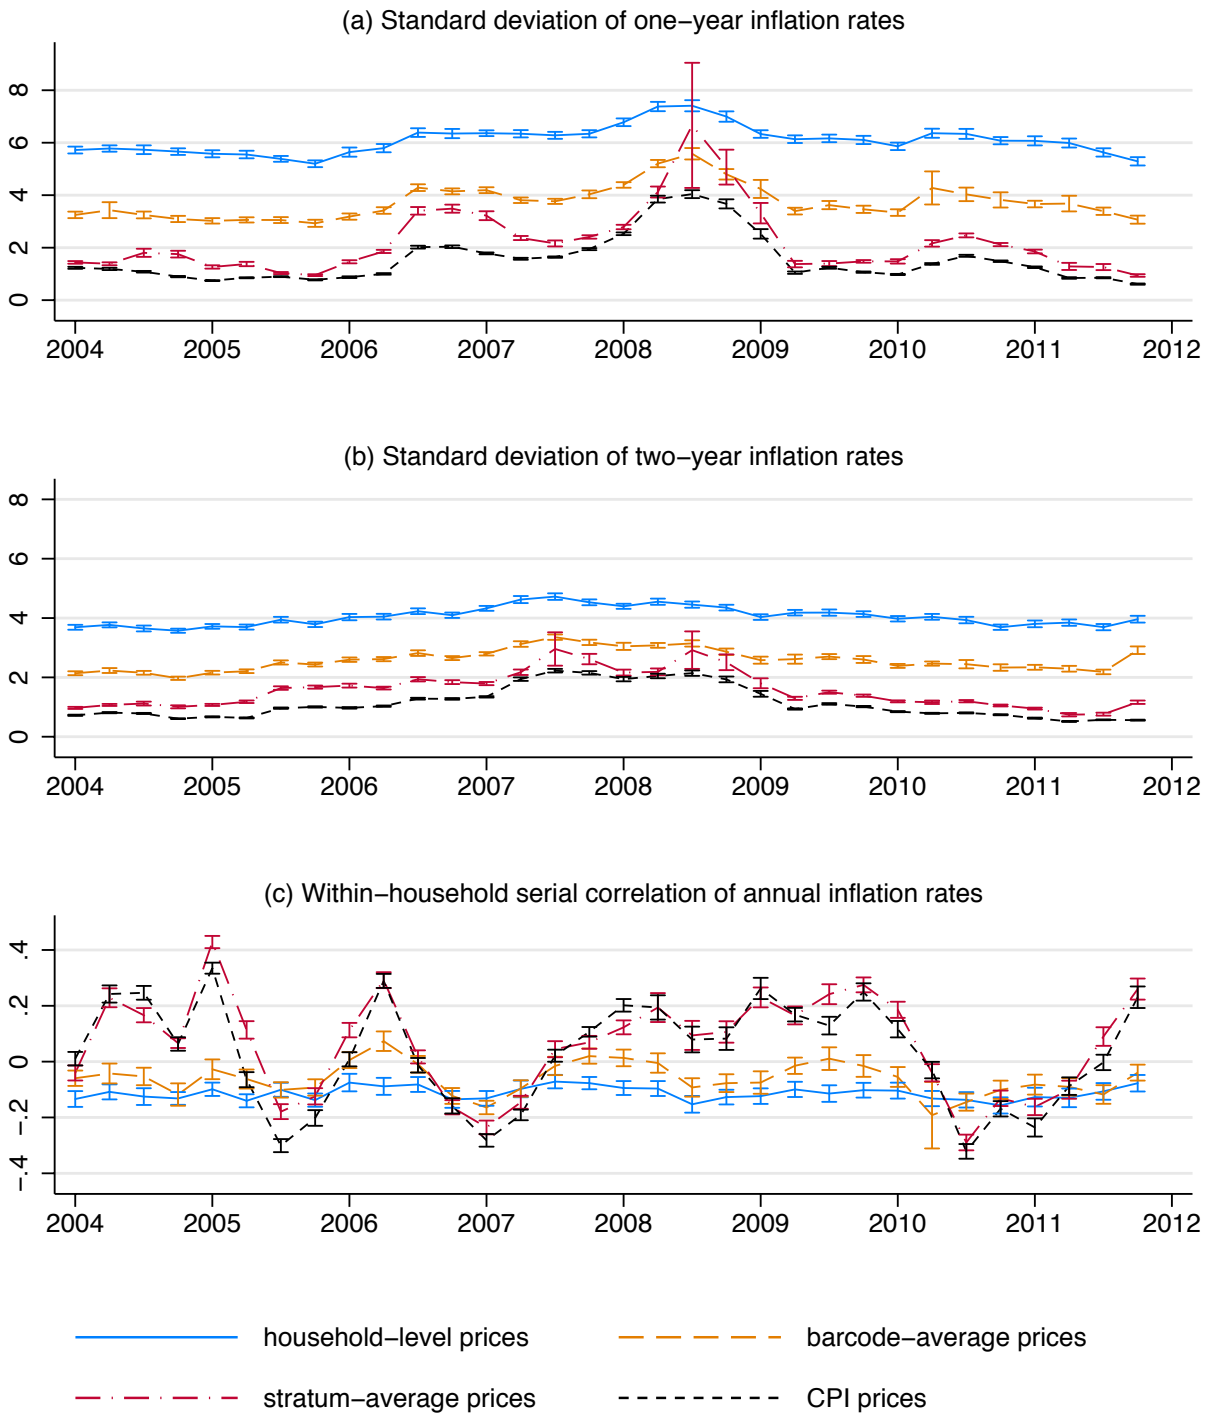 (a) Standard deviation of one−year inflation rates
8
6
4
2
0
2004 2005 2006 2007 2008 2009 2010 2011 2012
(b) Standard deviation of two−year inflation rates
8
6
4
2
0
2004 2005 2006 2007 2008 2009 2010 2011 2012
(c) Within−household serial correlation of annual inflation rates
.4
.2
0
−.2
−.4
2004 2005 2006 2007 2008 2009 2010 2011 2012
household−level prices barcode−average prices
stratum−average prices CPI prices